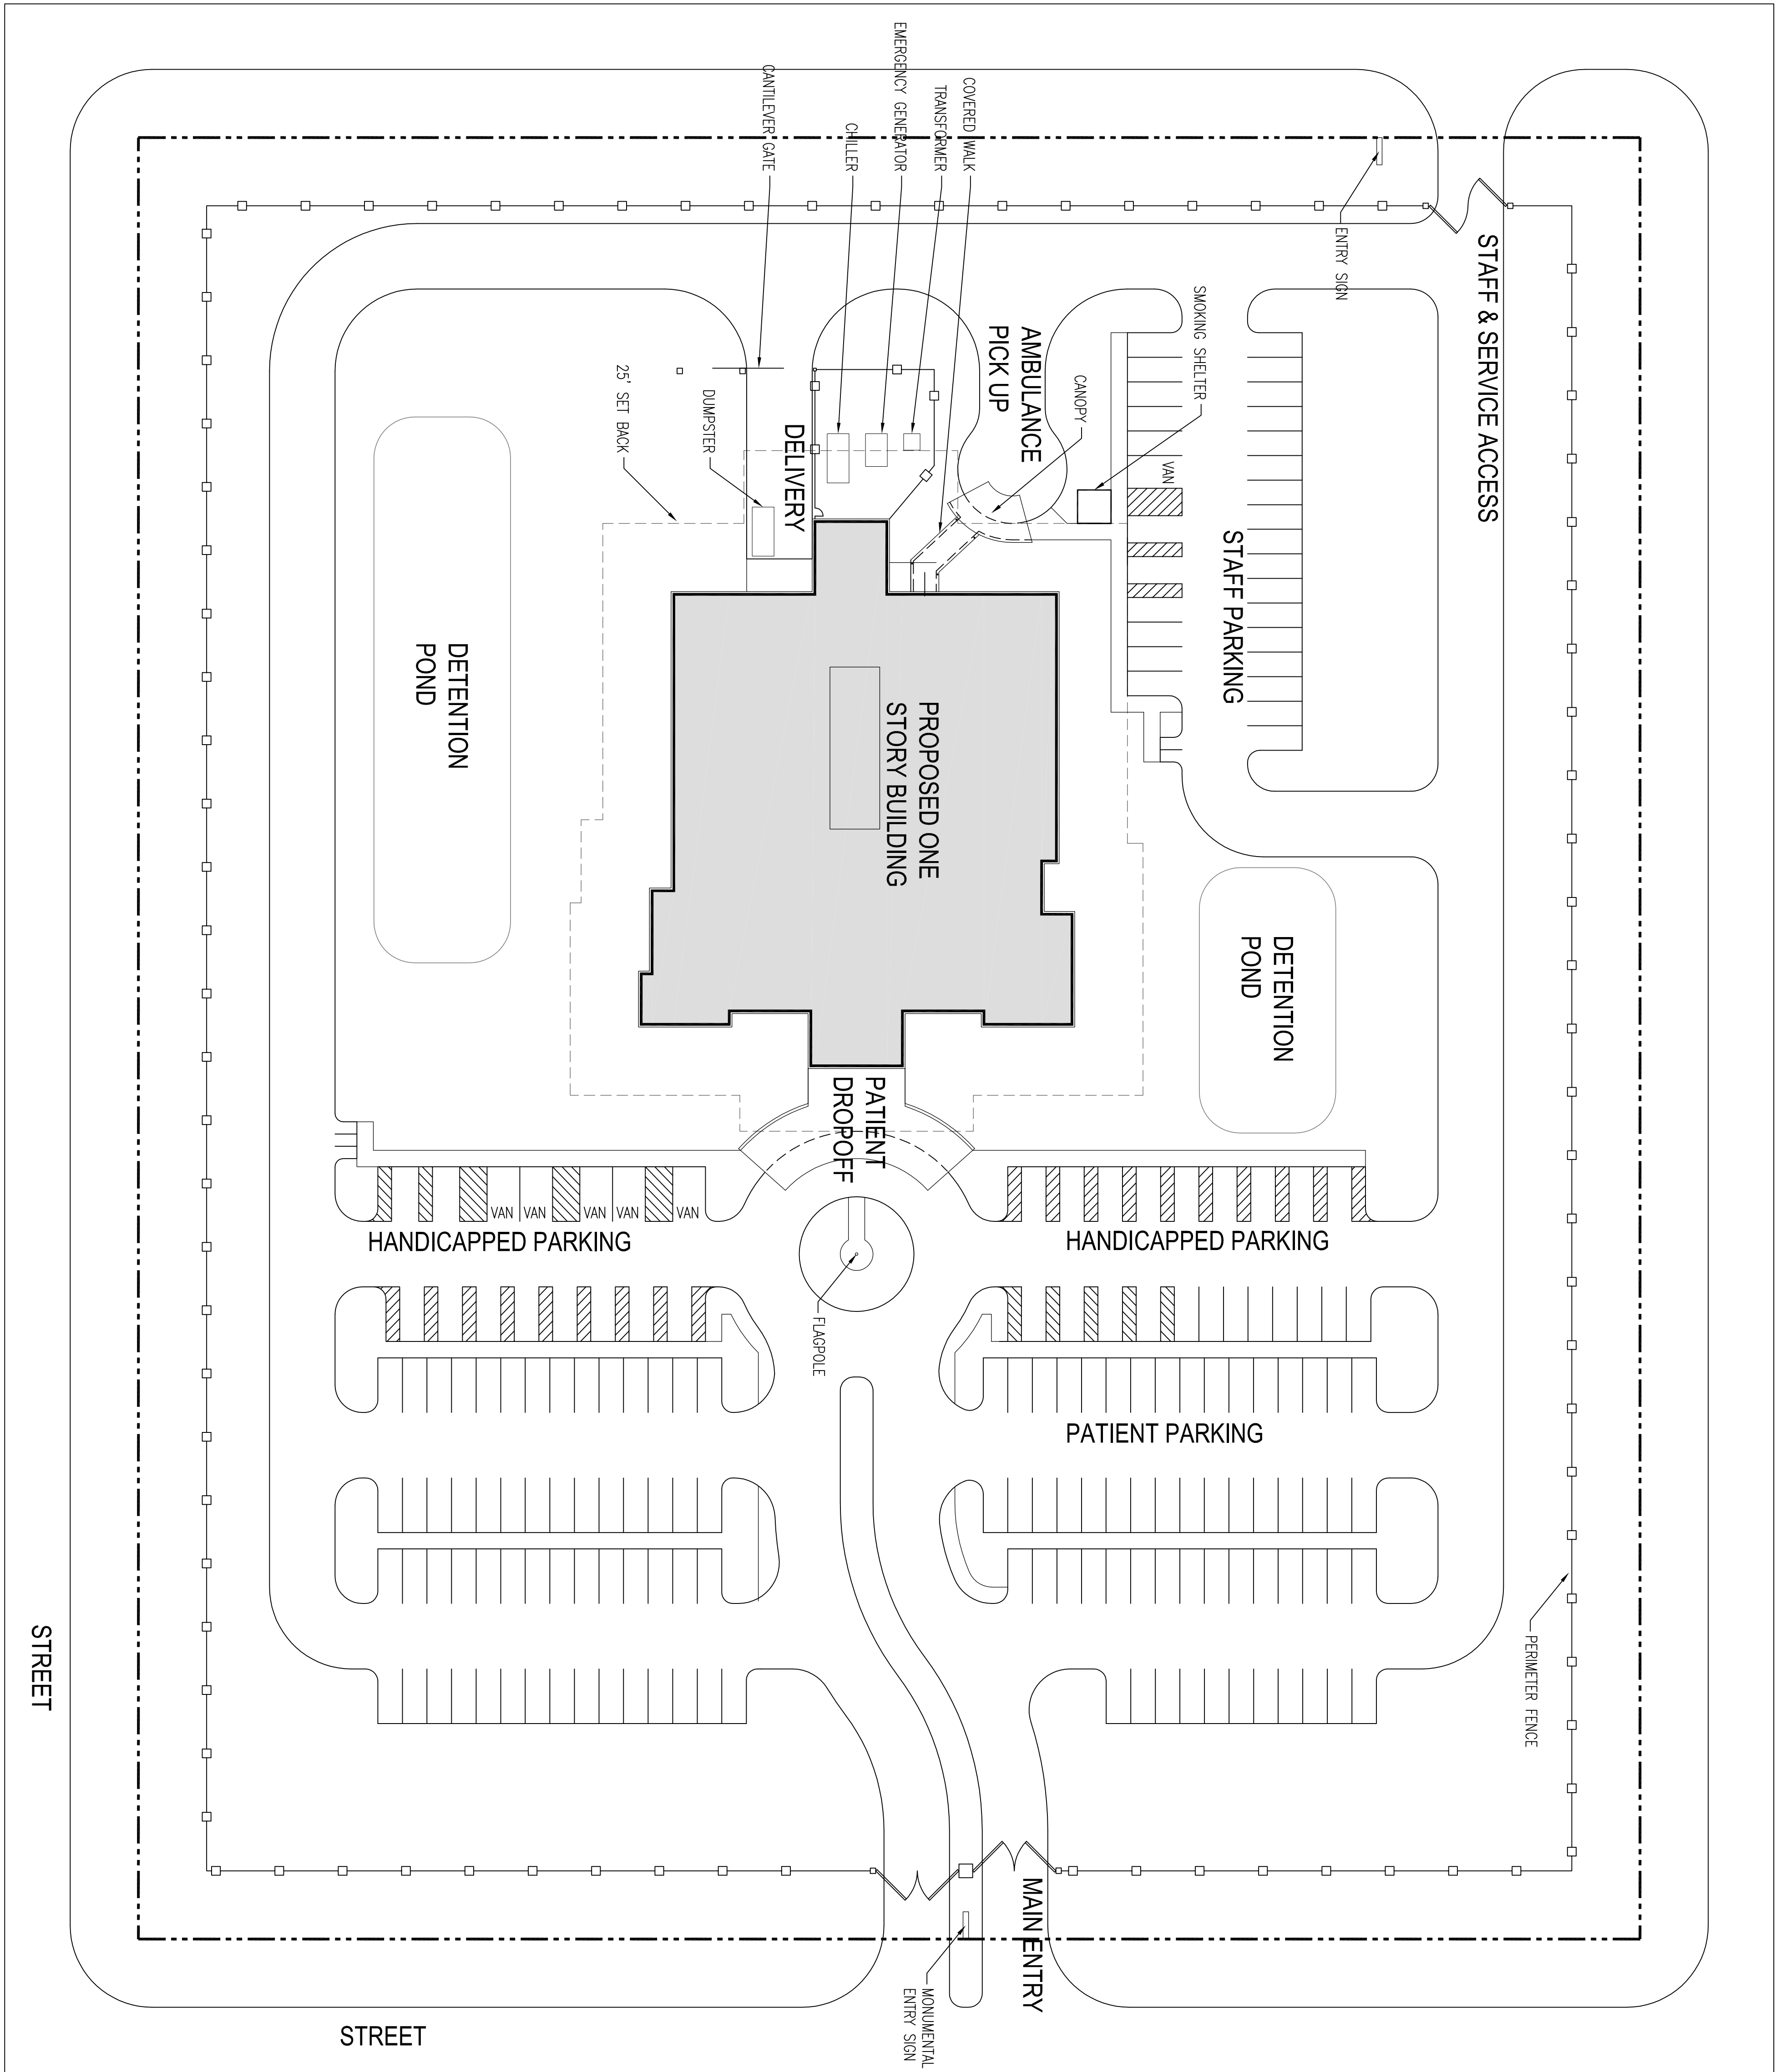 EMERGENCY GENERATOR
CANTILEVER GATE
CHILLER
TRANSFORMER
COVERED WALK
ENTRY SIGN
STAFF & SERVICE ACCESS
SMOKING SHELTER
AMBULANCE
PICK UP
CANOPY
25' SET BACK
DUMPSTER
DELIVERY
VAN
STAFF PARKING
DETENTION
POND
PROPOSED ONE
STORY BUILDING
DETENTION
POND
PATIENT
DROPOFF
VAN
VAN
VAN
VAN
VAN
HANDICAPPED PARKING
HANDICAPPED PARKING
FLAGPOLE
PATIENT PARKING
PERIMETER FENCE
STREET
MAIN ENTRY
MONUMENTAL
ENTRY SIGN
STREET